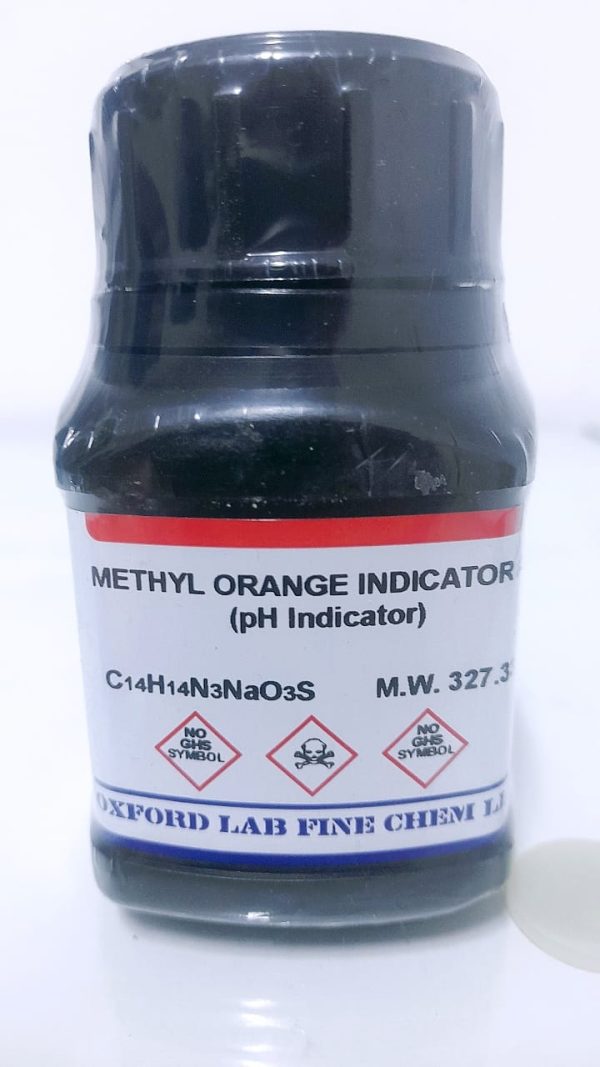 METHYL ORANGE INDICATOR
(pH Indicator)
C14H14N3NaO3S M.W. 327.3
NO GHS SYMBOL
NO GHS SYMBOL
OXFORD LAB FINE CHEM